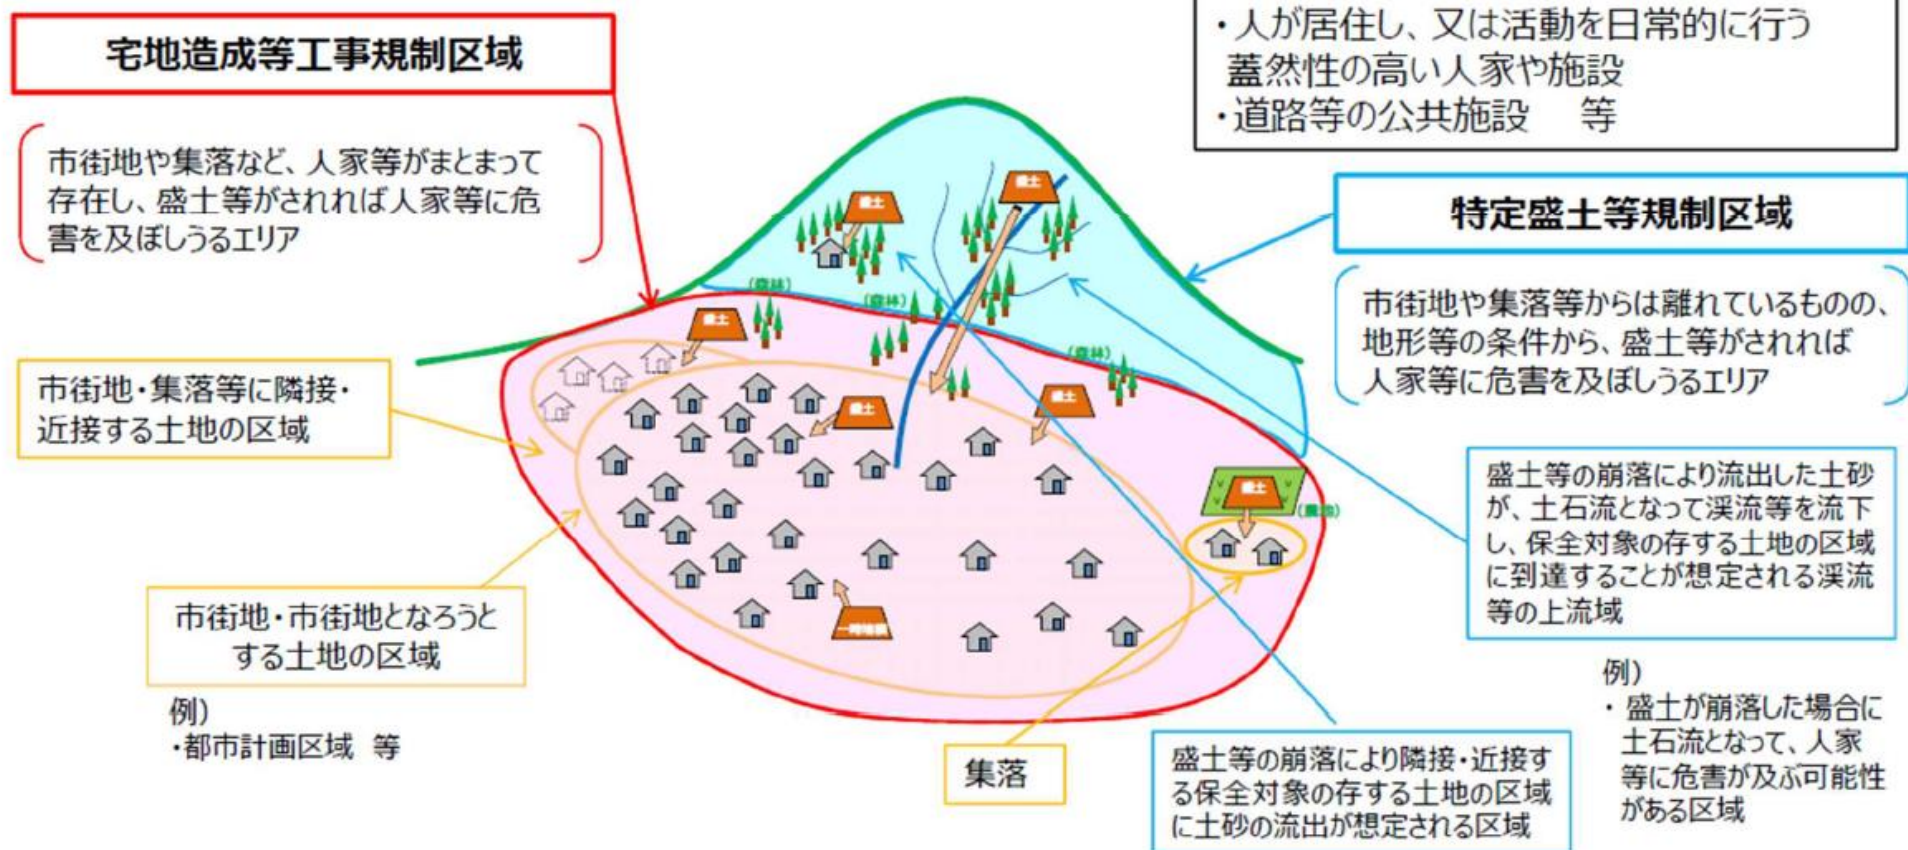 宅地造成等工事規制区域
市街地や集落など、人家等がまとまって
存在し、盛土等がされれば人家等に危
害を及ぼしうるエリア
・人が居住し、又は活動を日常的に行う
蓋然性の高い人家や施設
・道路等の公共施設　等
特定盛土等規制区域
市街地や集落等からは離れているものの、
地形等の条件から、盛土等がされれば
人家等に危害を及ぼしうるエリア
盛土
盛土
(森林)
(森林)
盛土
(森林)
盛土
盛土
盛土
(農地)
市街地・集落等に隣接・
近接する土地の区域
市街地・市街地となろうと
する土地の区域
例）
・都市計画区域 等
集落
盛土等の崩落により隣接・近接す
る保全対象の存する土地の区域
に土砂の流出が想定される区域
盛土等の崩落により流出した土砂
が、土石流となって渓流等を流下
し、保全対象の存する土地の区域
に到達することが想定される渓流
等の上流域
例）
・ 盛土が崩落した場合に
土石流となって、人家
等に危害が及ぶ可能性
がある区域